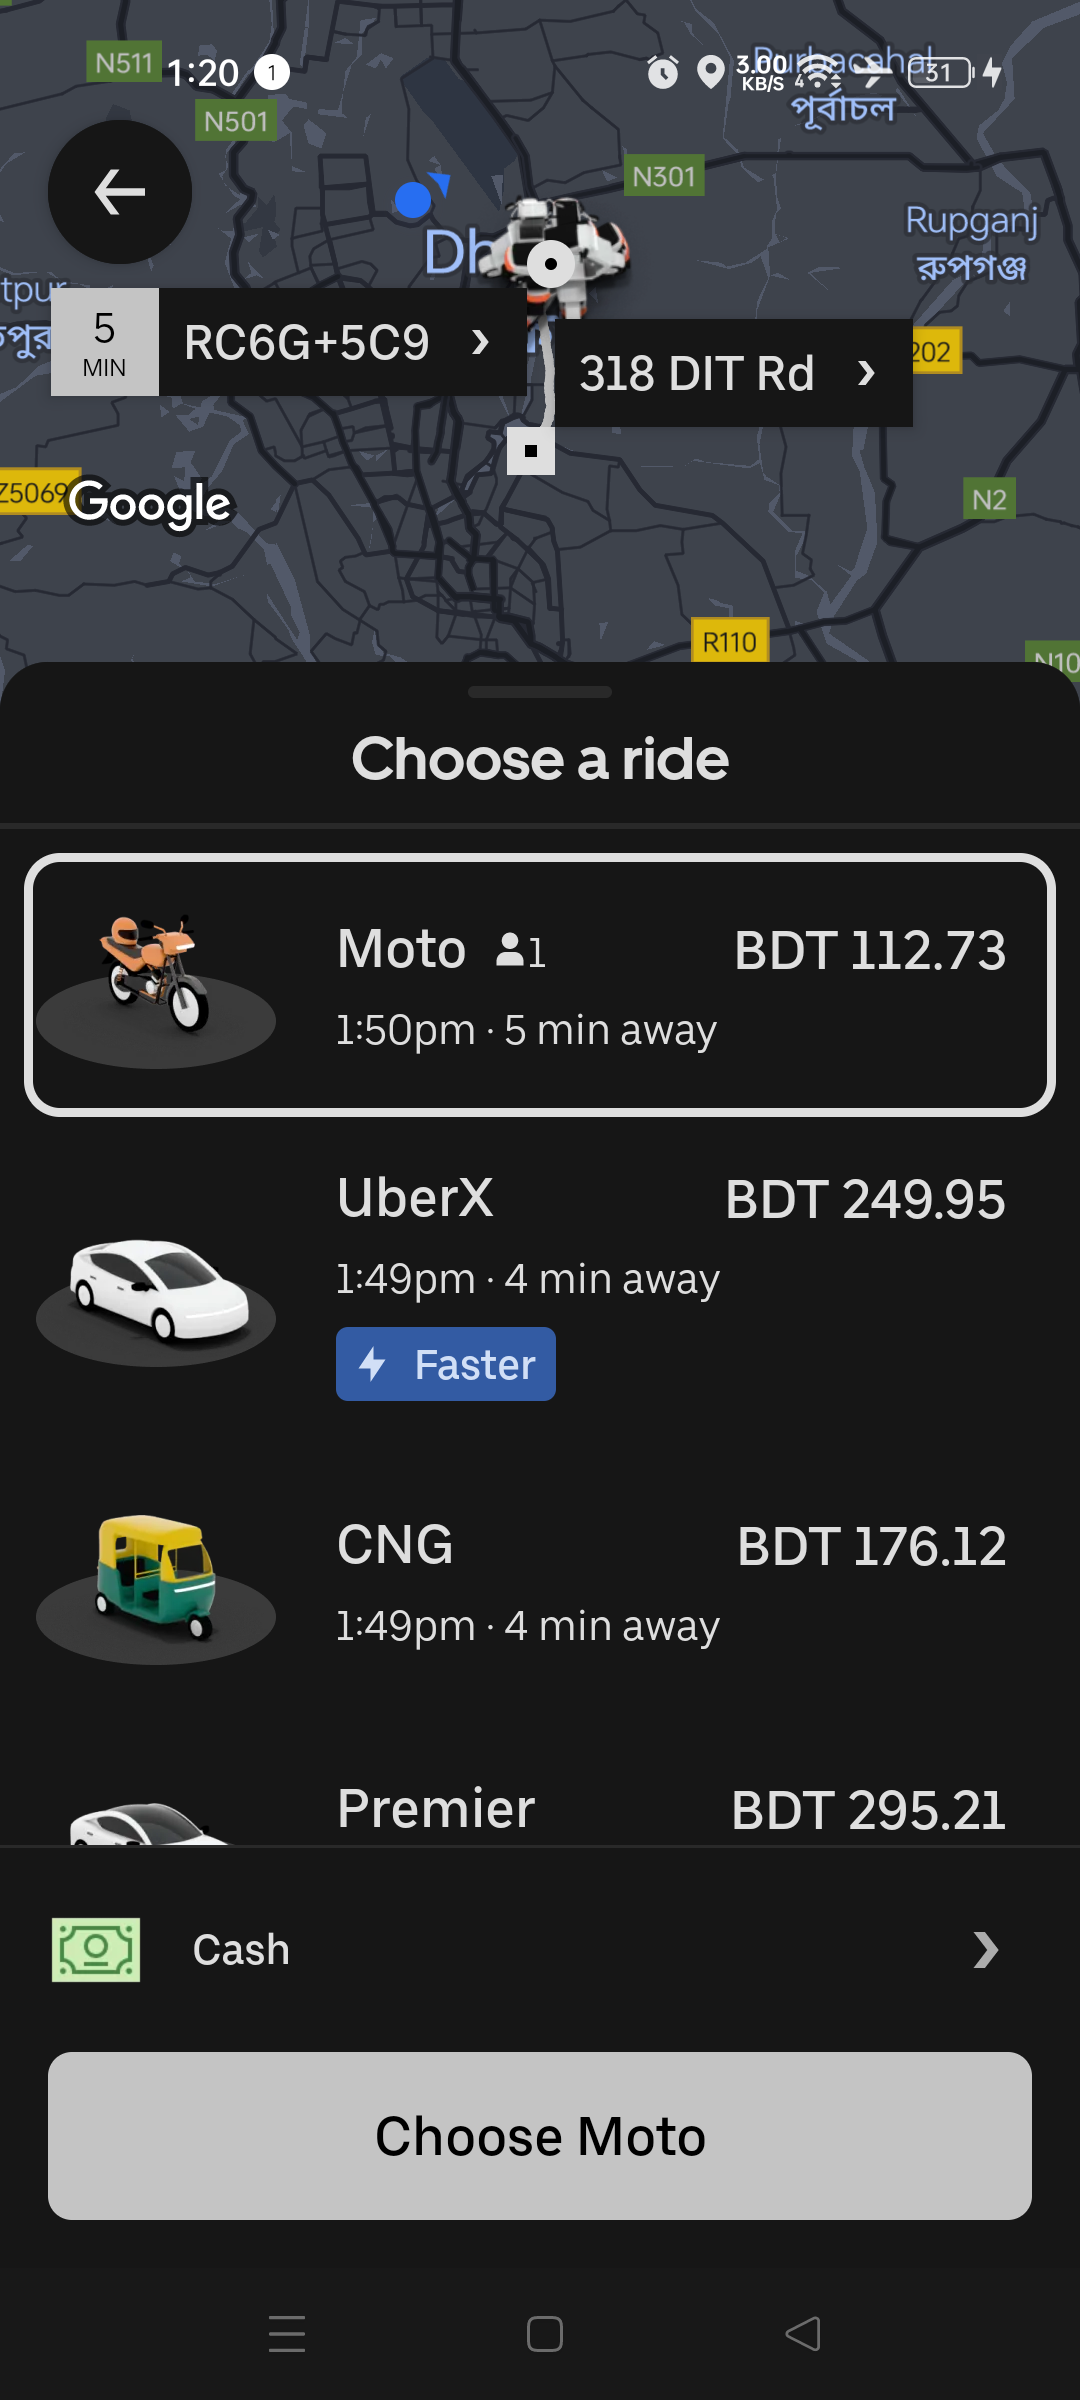 N511
1:20
1
3.00
KB/S
4
31
Purbacahal
পূর্বাচল
N501
N301
Rupganj
রুপগঞ্জ
Dh
tpur
5
MIN
RC6G+5C9
318 DIT Rd
202
Z5069
Google
N2
R110
N10
Choose a ride
Moto 1 BDT 112.73
1:50pm · 5 min away
UberX BDT 249.95
1:49pm · 4 min away
Faster
CNG BDT 176.12
1:49pm · 4 min away
Premier BDT 295.21
Cash
Choose Moto